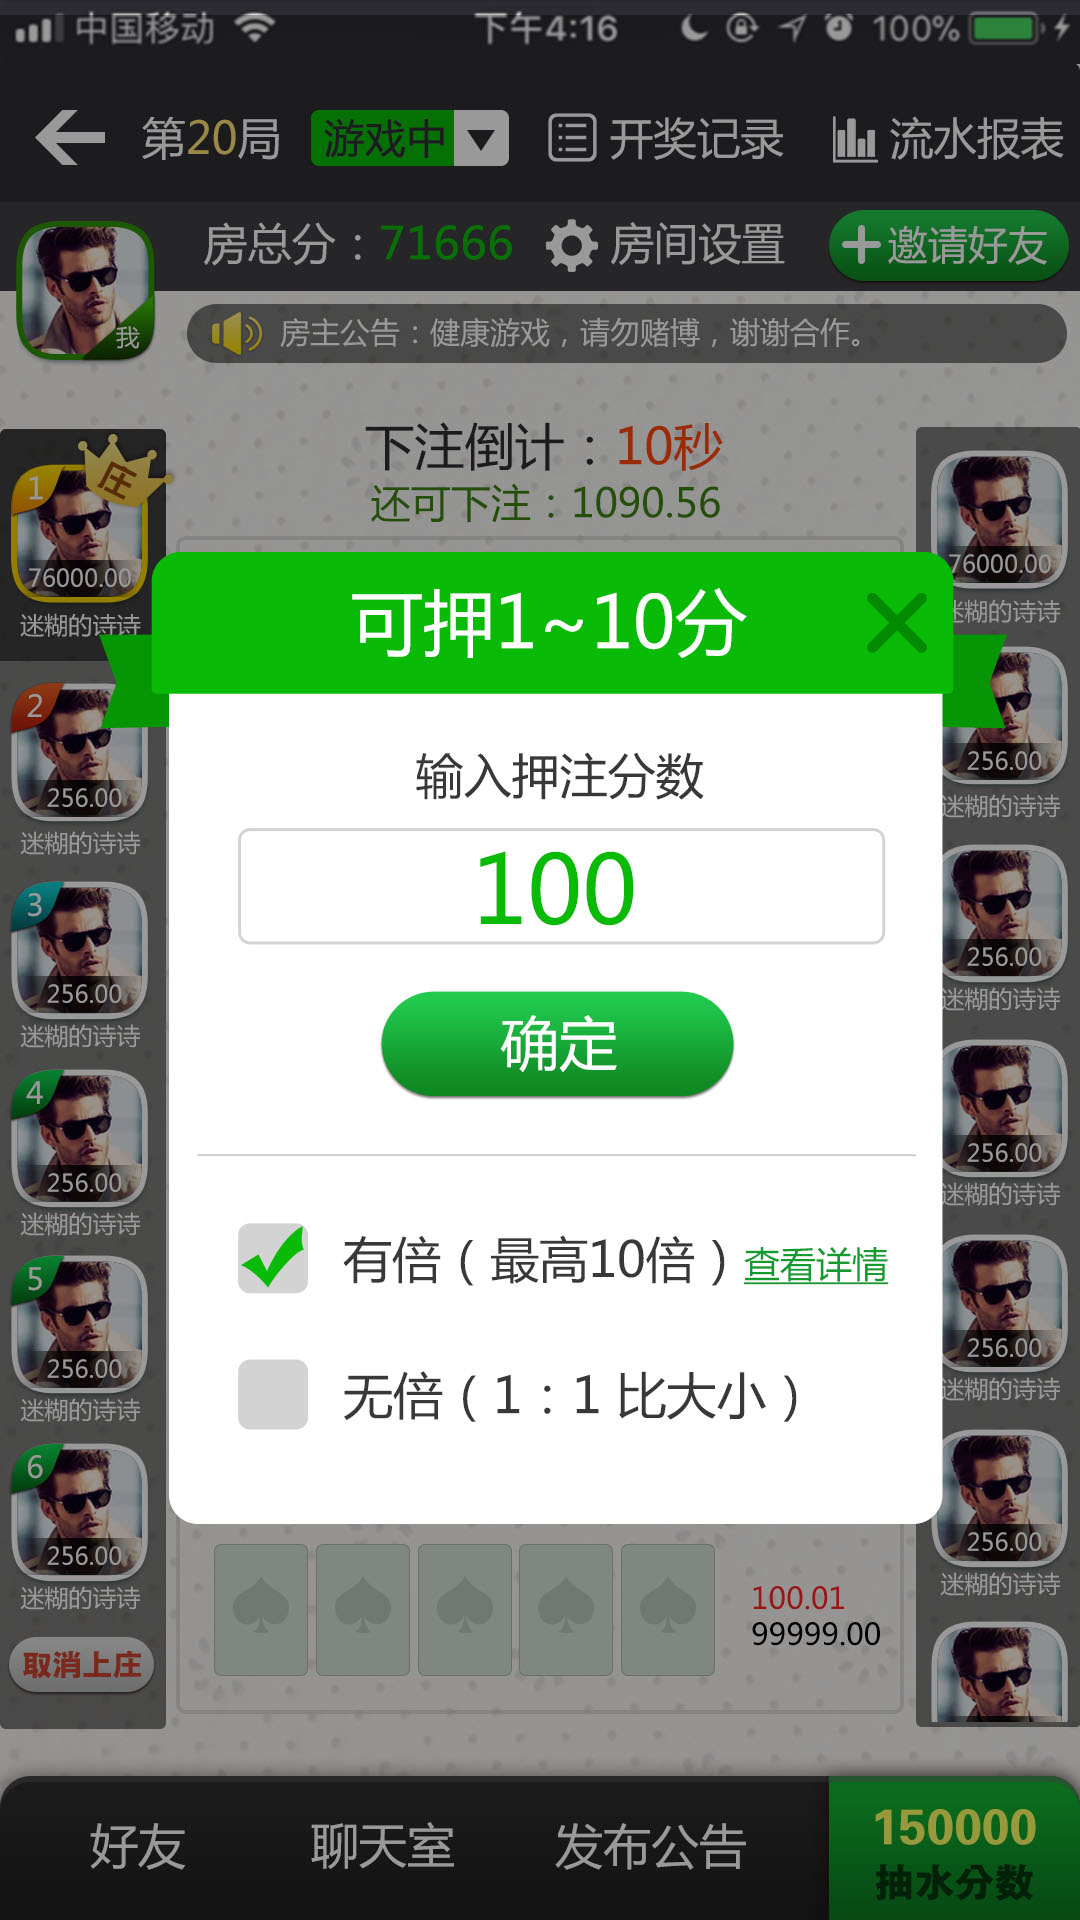 中国移动 下午4:16 100%
第20局 游戏中 开奖记录 流水报表
房总分：71666 房间设置 邀请好友
我
房主公告：健康游戏，请勿赌博，谢谢合作。
下注倒计：10秒
还可下注：1090.56
1 庄
76000.00
迷糊的诗诗
2
256.00
迷糊的诗诗
3
256.00
迷糊的诗诗
4
256.00
迷糊的诗诗
5
256.00
迷糊的诗诗
6
256.00
迷糊的诗诗
取消上庄
可押1~10分
输入押注分数
100
确定
有倍（最高10倍）查看详情
无倍（1：1 比大小）
100.01
99999.00
76000.00
迷糊的诗诗
256.00
迷糊的诗诗
256.00
迷糊的诗诗
256.00
迷糊的诗诗
256.00
迷糊的诗诗
256.00
迷糊的诗诗
好友 聊天室 发布公告
150000
抽水分数